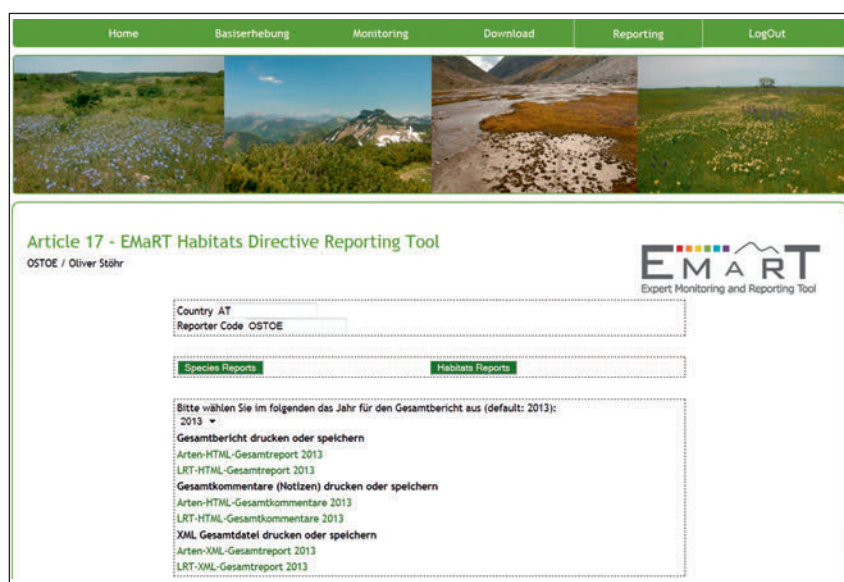 Home Basiserhebung Monitoring Download Reporting LogOut
Article 17 - EMaRT Habitats Directive Reporting Tool
OSTOE / Oliver Stöhr
EMART
Expert Monitoring and Reporting Tool
Country AT
Reporter Code OSTOE
Species Reports Habitats Reports
Bitte wählen Sie im folgenden das Jahr für den Gesamtbericht aus (default: 2013):
2013
Gesamtbericht drucken oder speichern
Arten-HTML-Gesamtreport 2013
LRT-HTML-Gesamtreport 2013
Gesamtkommentare (Notizen) drucken oder speichern
Arten-HTML-Gesamtkommentare 2013
LRT-HTML-Gesamtkommentare 2013
XML Gesamtdatei drucken oder speichern
Arten-XML-Gesamtreport 2013
LRT-XML-Gesamtreport 2013